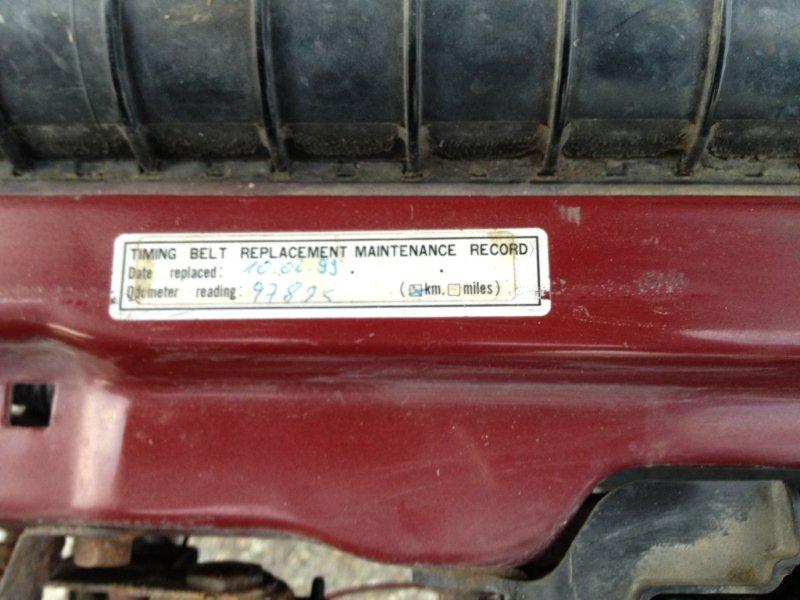 TIMING BELT REPLACEMENT MAINTENANCE RECORD
Date replaced: 10.02.99 . .
Odometer reading: 97825 (☒km. ☐miles)